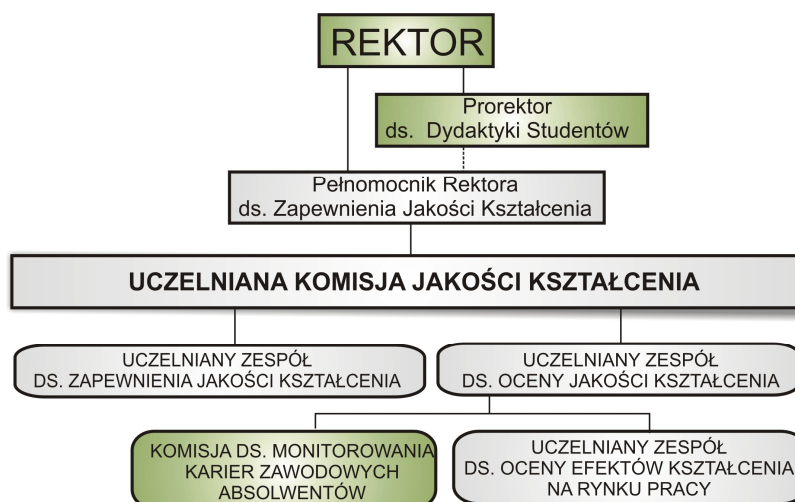 REKTOR
Prorektor
ds. Dydaktyki Studentów
Pełnomocnik Rektora
ds. Zapewnienia Jakości Kształcenia
UCZELNIANA KOMISJA JAKOŚCI KSZTAŁCENIA
UCZELNIANY ZESPÓŁ
DS. ZAPEWNIENIA JAKOŚCI KSZTAŁCENIA
UCZELNIANY ZESPÓŁ
DS. OCENY JAKOŚCI KSZTAŁCENIA
KOMISJA DS. MONITOROWANIA
KARIER ZAWODOWYCH
ABSOLWENTÓW
UCZELNIANY ZESPÓŁ
DS. OCENY EFEKTÓW KSZTAŁCENIA
NA RYNKU PRACY